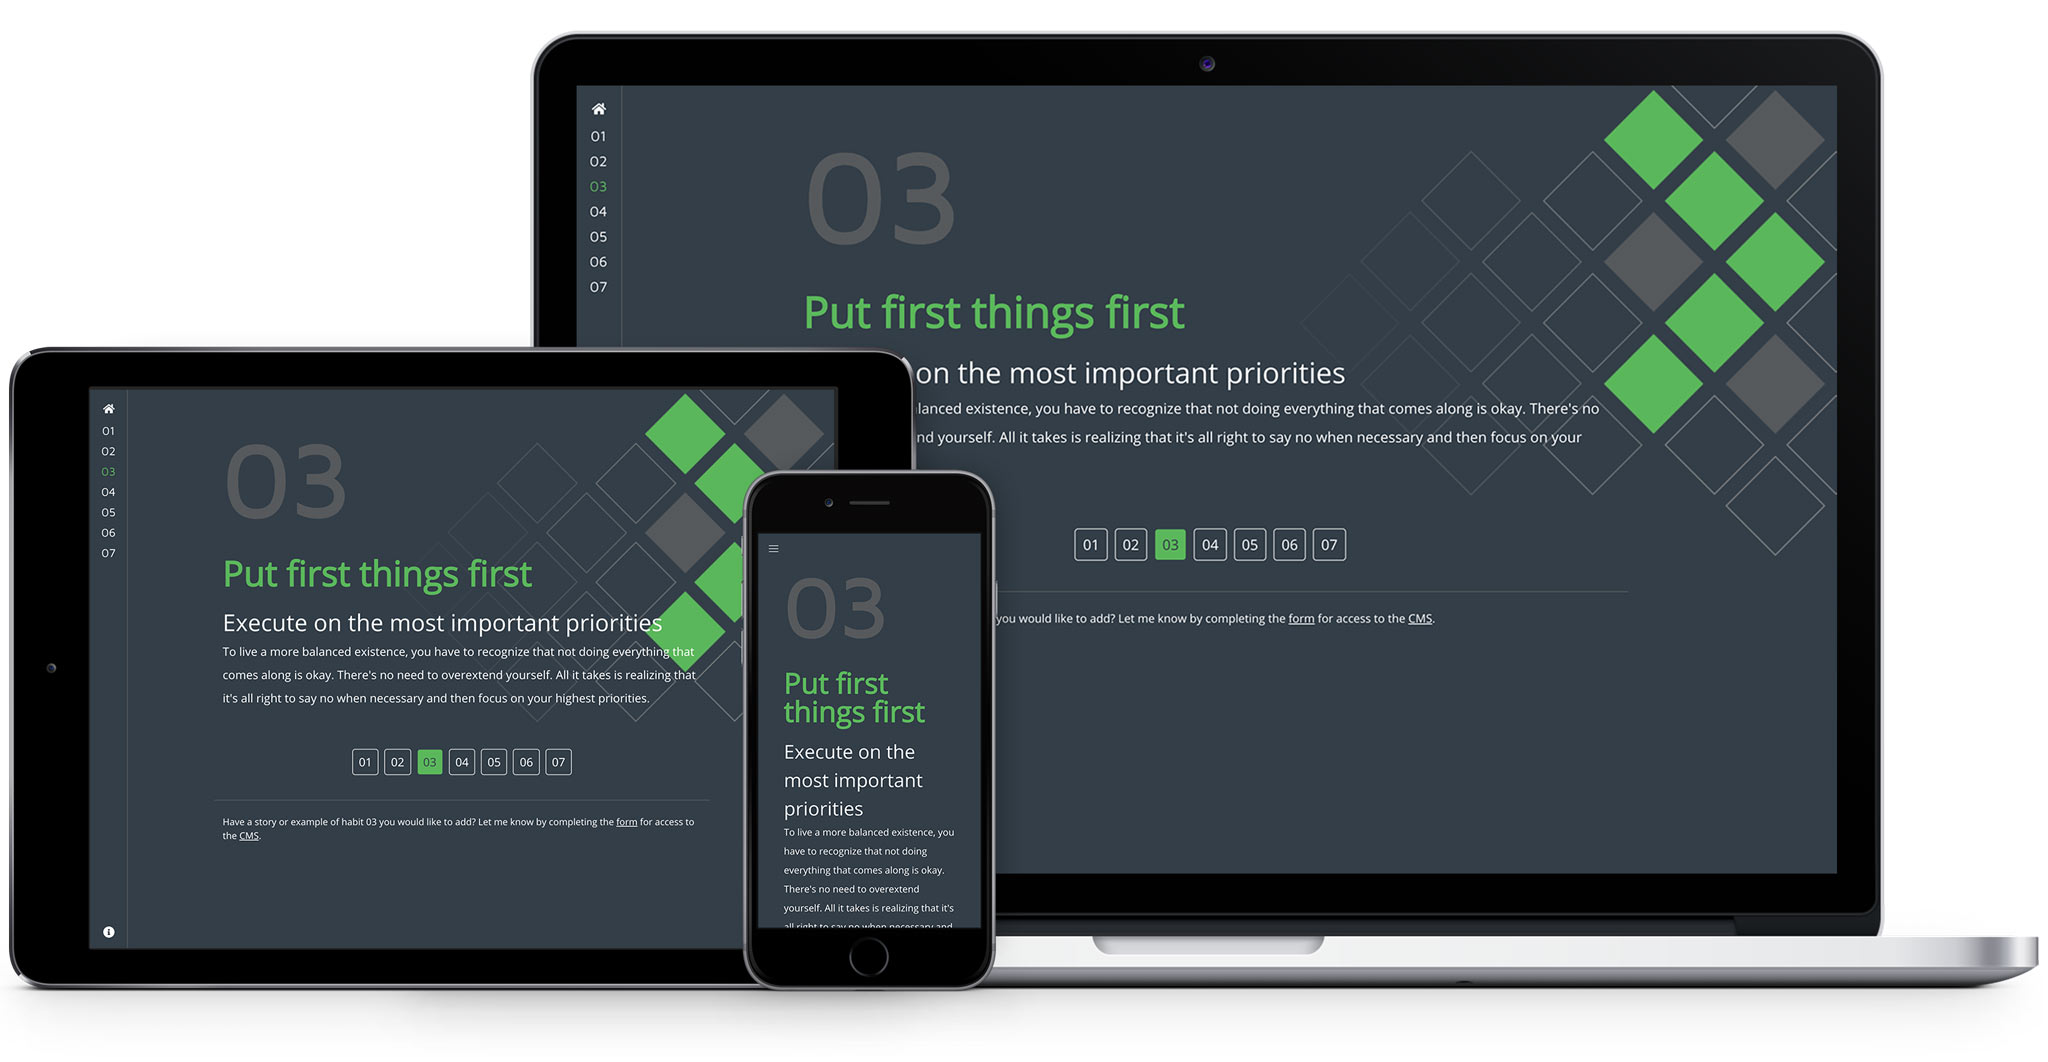 01
02
03
04
05
06
07
03
Put first things first
on the most important priorities
balanced existence, you have to recognize that not doing everything that comes along is okay. There's no
yourself. All it takes is realizing that it's all right to say no when necessary and then focus on your
01 02 03 04 05 06 07
you would like to add? Let me know by completing the form for access to the CMS.
01
02
03
04
05
06
07
03
Put first things first
Execute on the most important priorities
To live a more balanced existence, you have to recognize that not doing everything that
comes along is okay. There's no need to overextend yourself. All it takes is realizing that
it's all right to say no when necessary and then focus on your highest priorities.
01 02 03 04 05 06 07
Have a story or example of habit 03 you would like to add? Let me know by completing the form for access to
the CMS.
03
Put first
things first
Execute on the
most important
priorities
To live a more balanced existence, you
have to recognize that not doing
everything that comes along is okay.
There's no need to overextend
yourself. All it takes is realizing that it's
all right to say no when necessary and